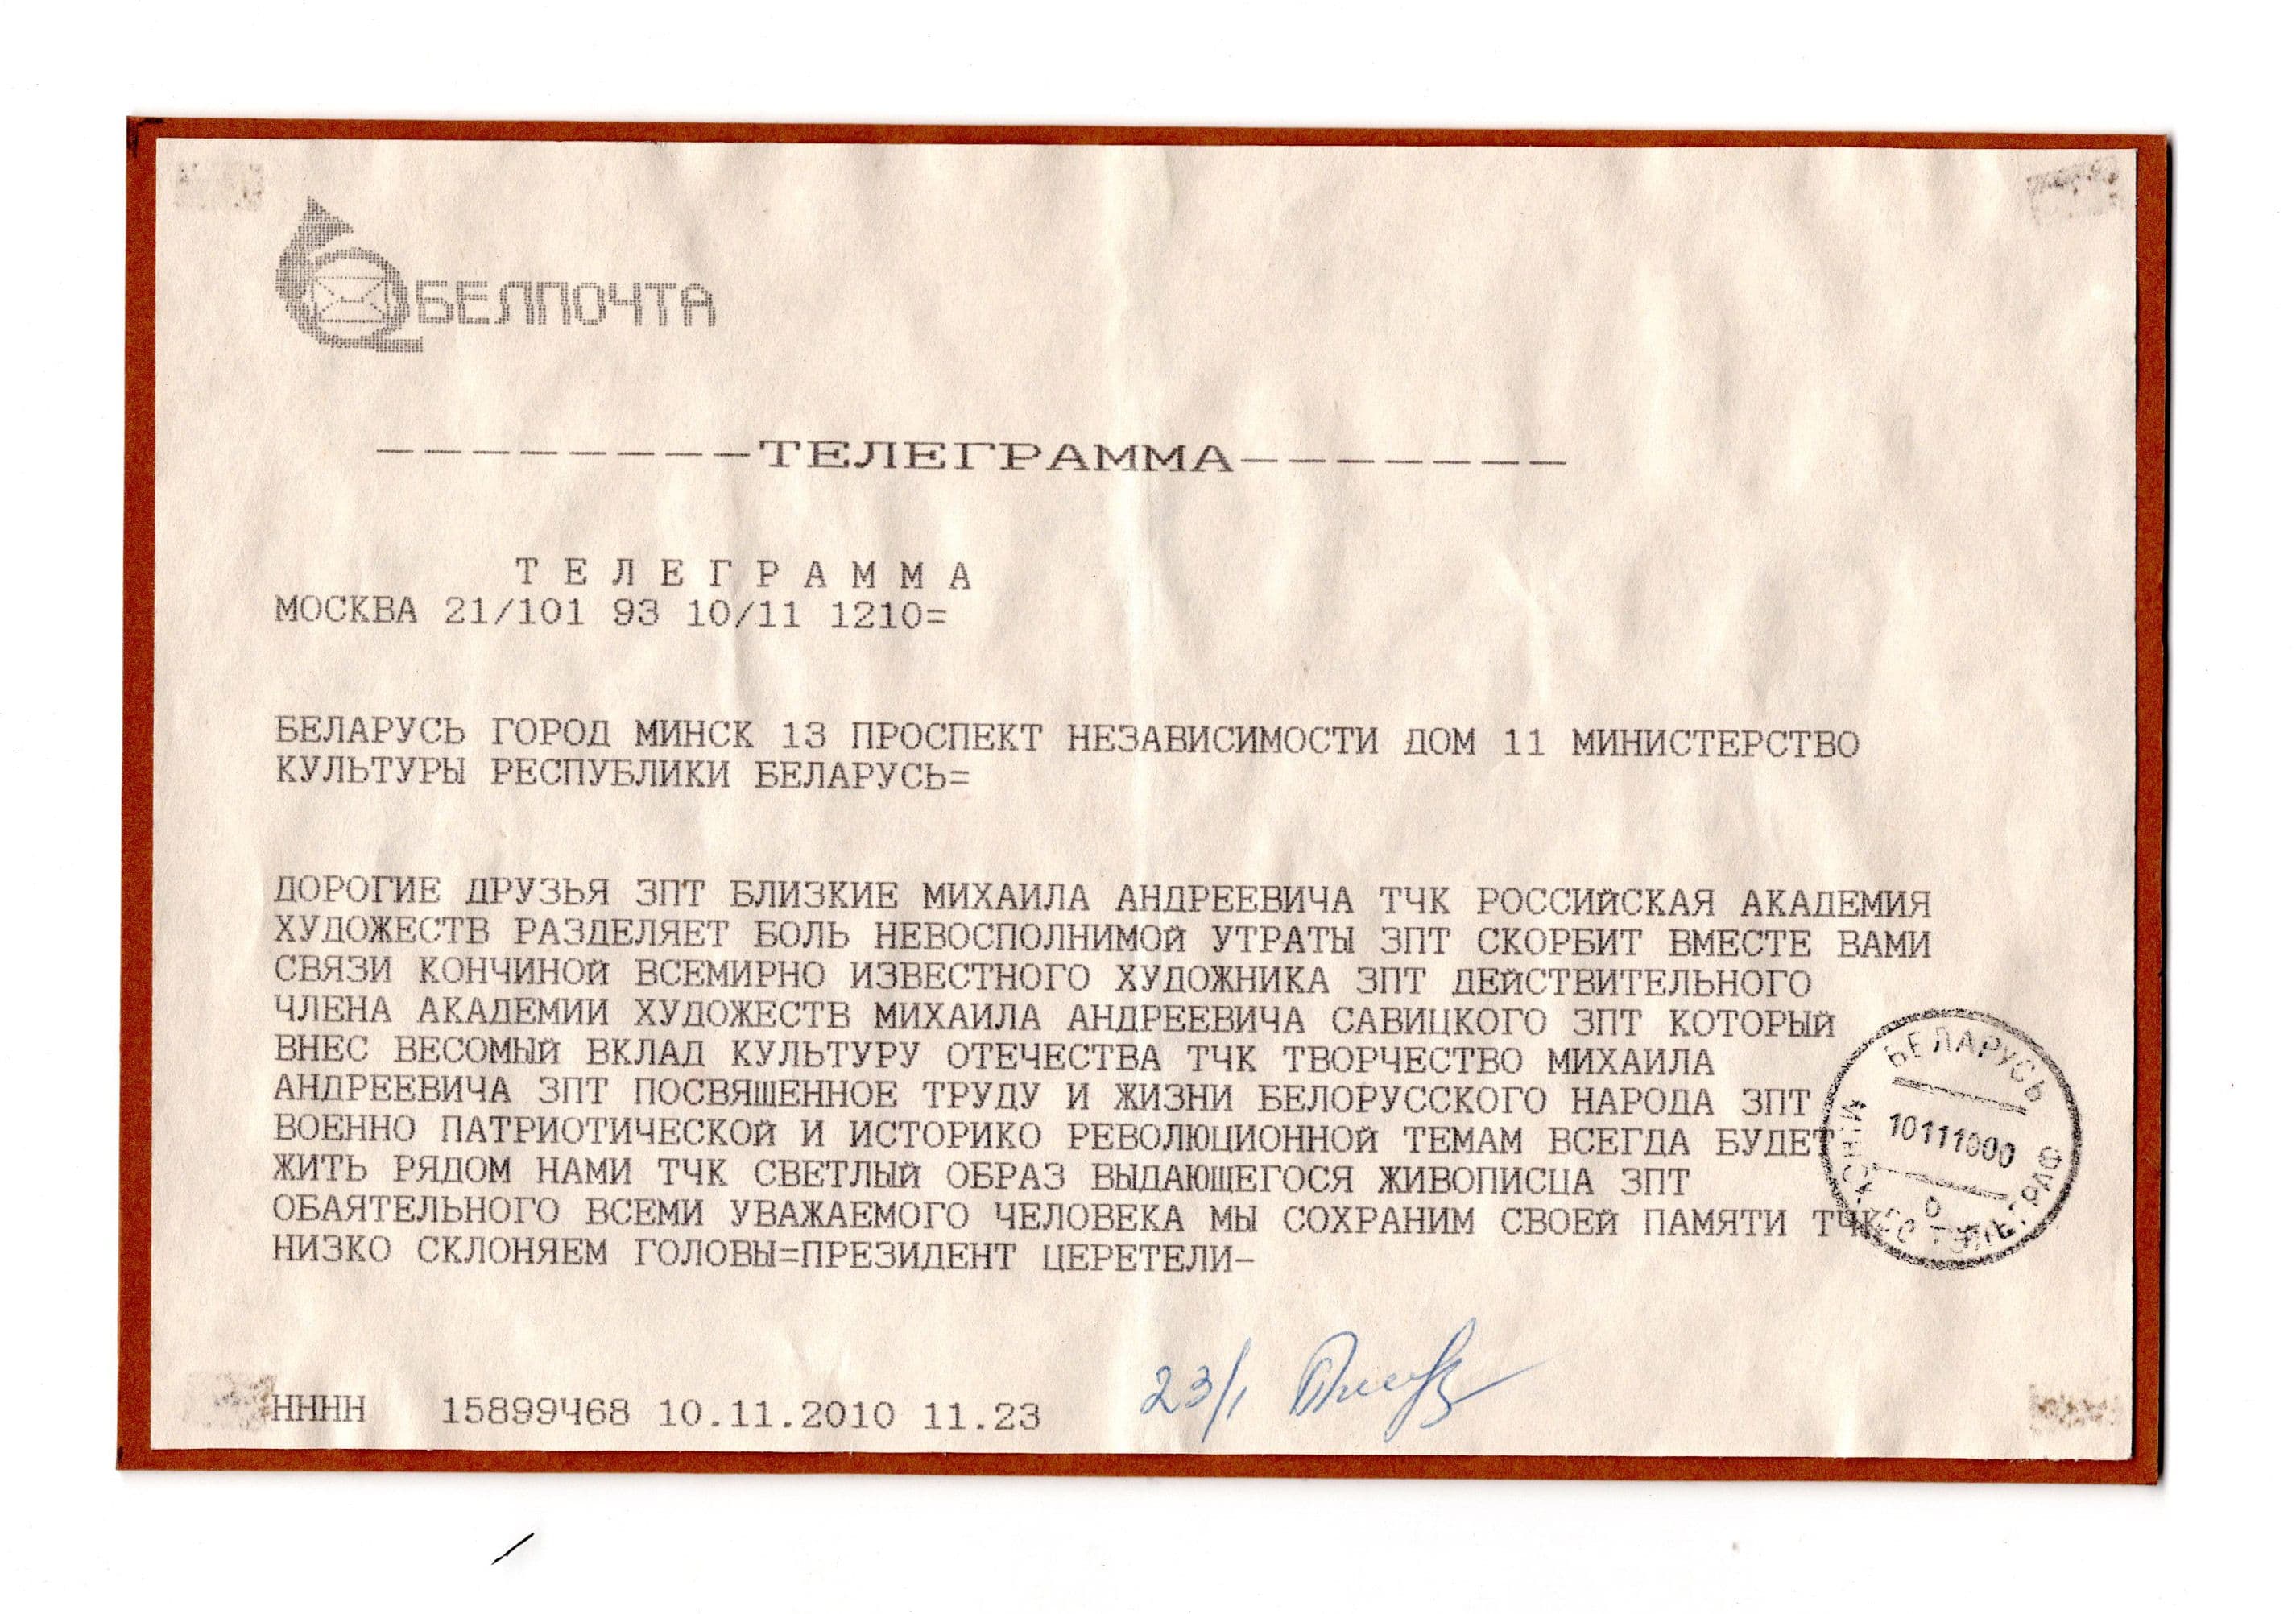 БЕЛПОЧТА
---------ТЕЛЕГРАММА--------
Т Е Л Е Г Р А М М А
МОСКВА 21/101 93 10/11 1210=
БЕЛАРУСЬ ГОРОД МИНСК 13 ПРОСПЕКТ НЕЗАВИСИМОСТИ ДОМ 11 МИНИСТЕРСТВО
КУЛЬТУРЫ РЕСПУБЛИКИ БЕЛАРУСЬ=
ДОРОГИЕ ДРУЗЬЯ ЗПТ БЛИЗКИЕ МИХАИЛА АНДРЕЕВИЧА ТЧК РОССИЙСКАЯ АКАДЕМИЯ
ХУДОЖЕСТВ РАЗДЕЛЯЕТ БОЛЬ НЕВОСПОЛНИМОЙ УТРАТЫ ЗПТ СКОРБИТ ВМЕСТЕ ВАМИ
СВЯЗИ КОНЧИНОЙ ВСЕМИРНО ИЗВЕСТНОГО ХУДОЖНИКА ЗПТ ДЕЙСТВИТЕЛЬНОГО
ЧЛЕНА АКАДЕМИИ ХУДОЖЕСТВ МИХАИЛА АНДРЕЕВИЧА САВИЦКОГО ЗПТ КОТОРЫЙ
ВНЕС ВЕСОМЫЙ ВКЛАД КУЛЬТУРУ ОТЕЧЕСТВА ТЧК ТВОРЧЕСТВО МИХАИЛА
АНДРЕЕВИЧА ЗПТ ПОСВЯЩЕННОЕ ТРУДУ И ЖИЗНИ БЕЛОРУССКОГО НАРОДА ЗПТ
ВОЕННО ПАТРИОТИЧЕСКОЙ И ИСТОРИКО РЕВОЛЮЦИОННОЙ ТЕМАМ ВСЕГДА БУДЕТ
ЖИТЬ РЯДОМ НАМИ ТЧК СВЕТЛЫЙ ОБРАЗ ВЫДАЮЩЕГОСЯ ЖИВОПИСЦА ЗПТ
ОБАЯТЕЛЬНОГО ВСЕМИ УВАЖАЕМОГО ЧЕЛОВЕКА МЫ СОХРАНИМ СВОЕЙ ПАМЯТИ ТЧК
НИЗКО СКЛОНЯЕМ ГОЛОВЫ=ПРЕЗИДЕНТ ЦЕРЕТЕЛИ-
БЕЛАРУСЬ
10111000
НННН 15899Ч68 10.11.2010 11.23
23/1